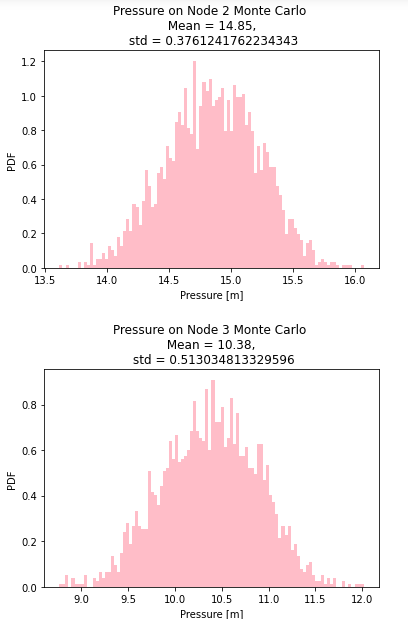 Pressure on Node 2 Monte Carlo
Mean = 14.85,
std = 0.3761241762234343
1.2
1.0
0.8
0.6
0.4
0.2
0.0
PDF
13.5 14.0 14.5 15.0 15.5 16.0
Pressure [m]
Pressure on Node 3 Monte Carlo
Mean = 10.38,
std = 0.513034813329596
0.8
0.6
0.4
0.2
0.0
PDF
9.0 9.5 10.0 10.5 11.0 11.5 12.0
Pressure [m]